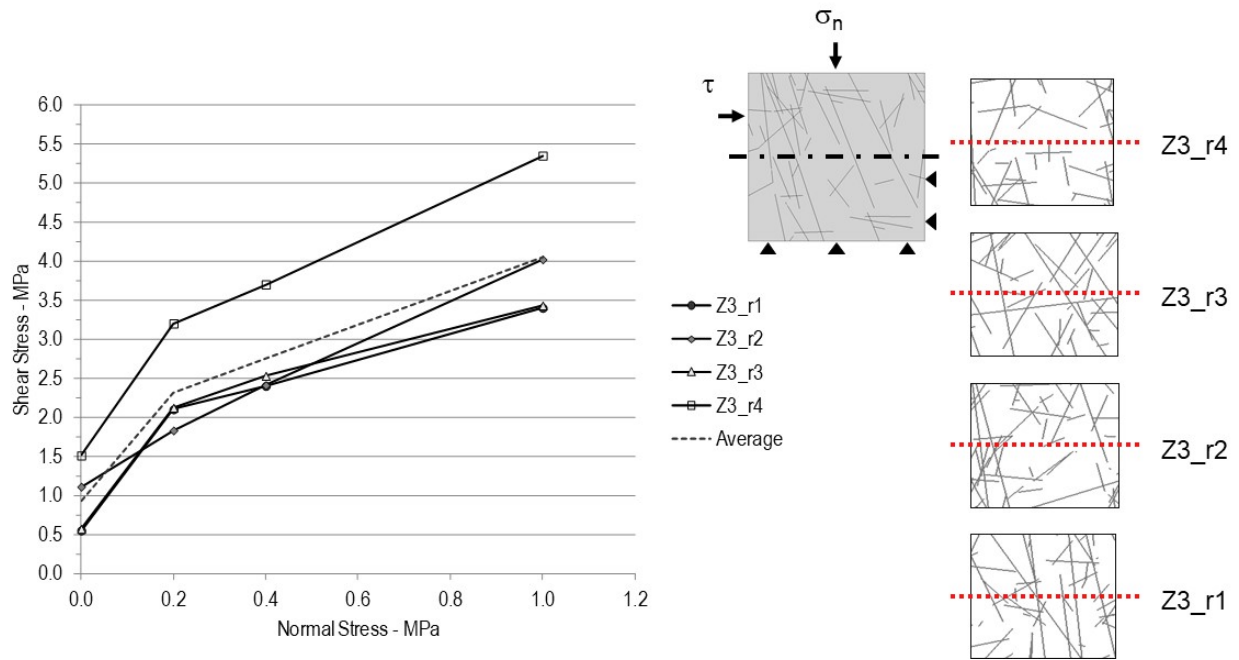 6.0
5.5
5.0
4.5
4.0
3.5
3.0
2.5
2.0
1.5
1.0
0.5
0.0
Shear Stress - MPa
0.0 0.2 0.4 0.6 0.8 1.0 1.2
Normal Stress - MPa
σn
τ
Z3_r1
Z3_r2
Z3_r3
Z3_r4
Average
Z3_r4
Z3_r3
Z3_r2
Z3_r1